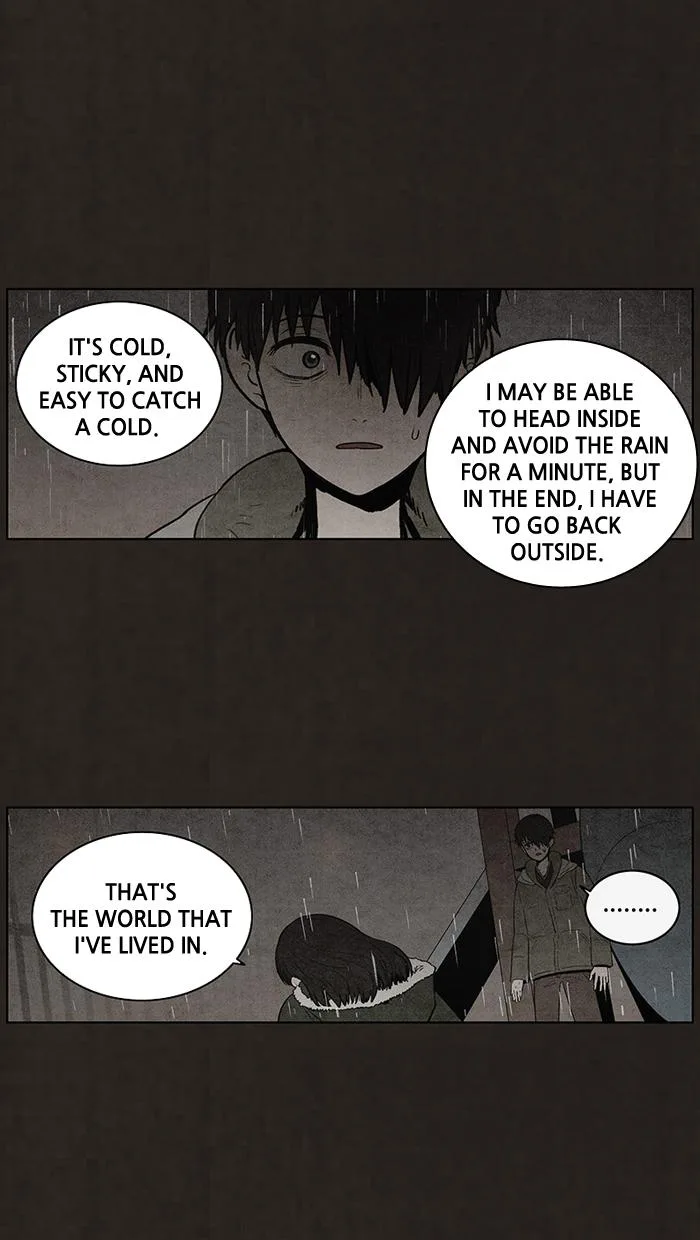 IT'S COLD,
STICKY, AND
EASY TO CATCH
A COLD.
I MAY BE ABLE
TO HEAD INSIDE
AND AVOID THE RAIN
FOR A MINUTE, BUT
IN THE END, I HAVE
TO GO BACK
OUTSIDE.
THAT'S
THE WORLD THAT
I'VE LIVED IN.
........